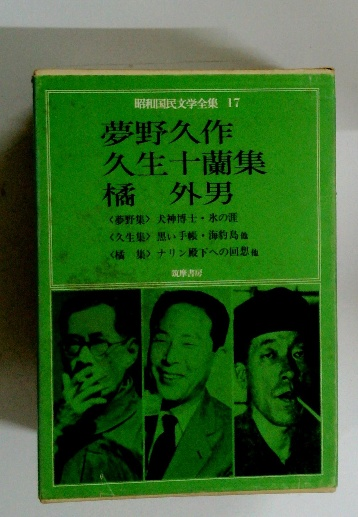 昭和国民文学全集 17
夢野久作
久生十蘭集
橘 外男
〈夢野集〉犬神博士・氷の涯
〈久生集〉黒い手帳・海豹島 他
〈橘 集〉ナリン殿下への回想 他
筑摩書房